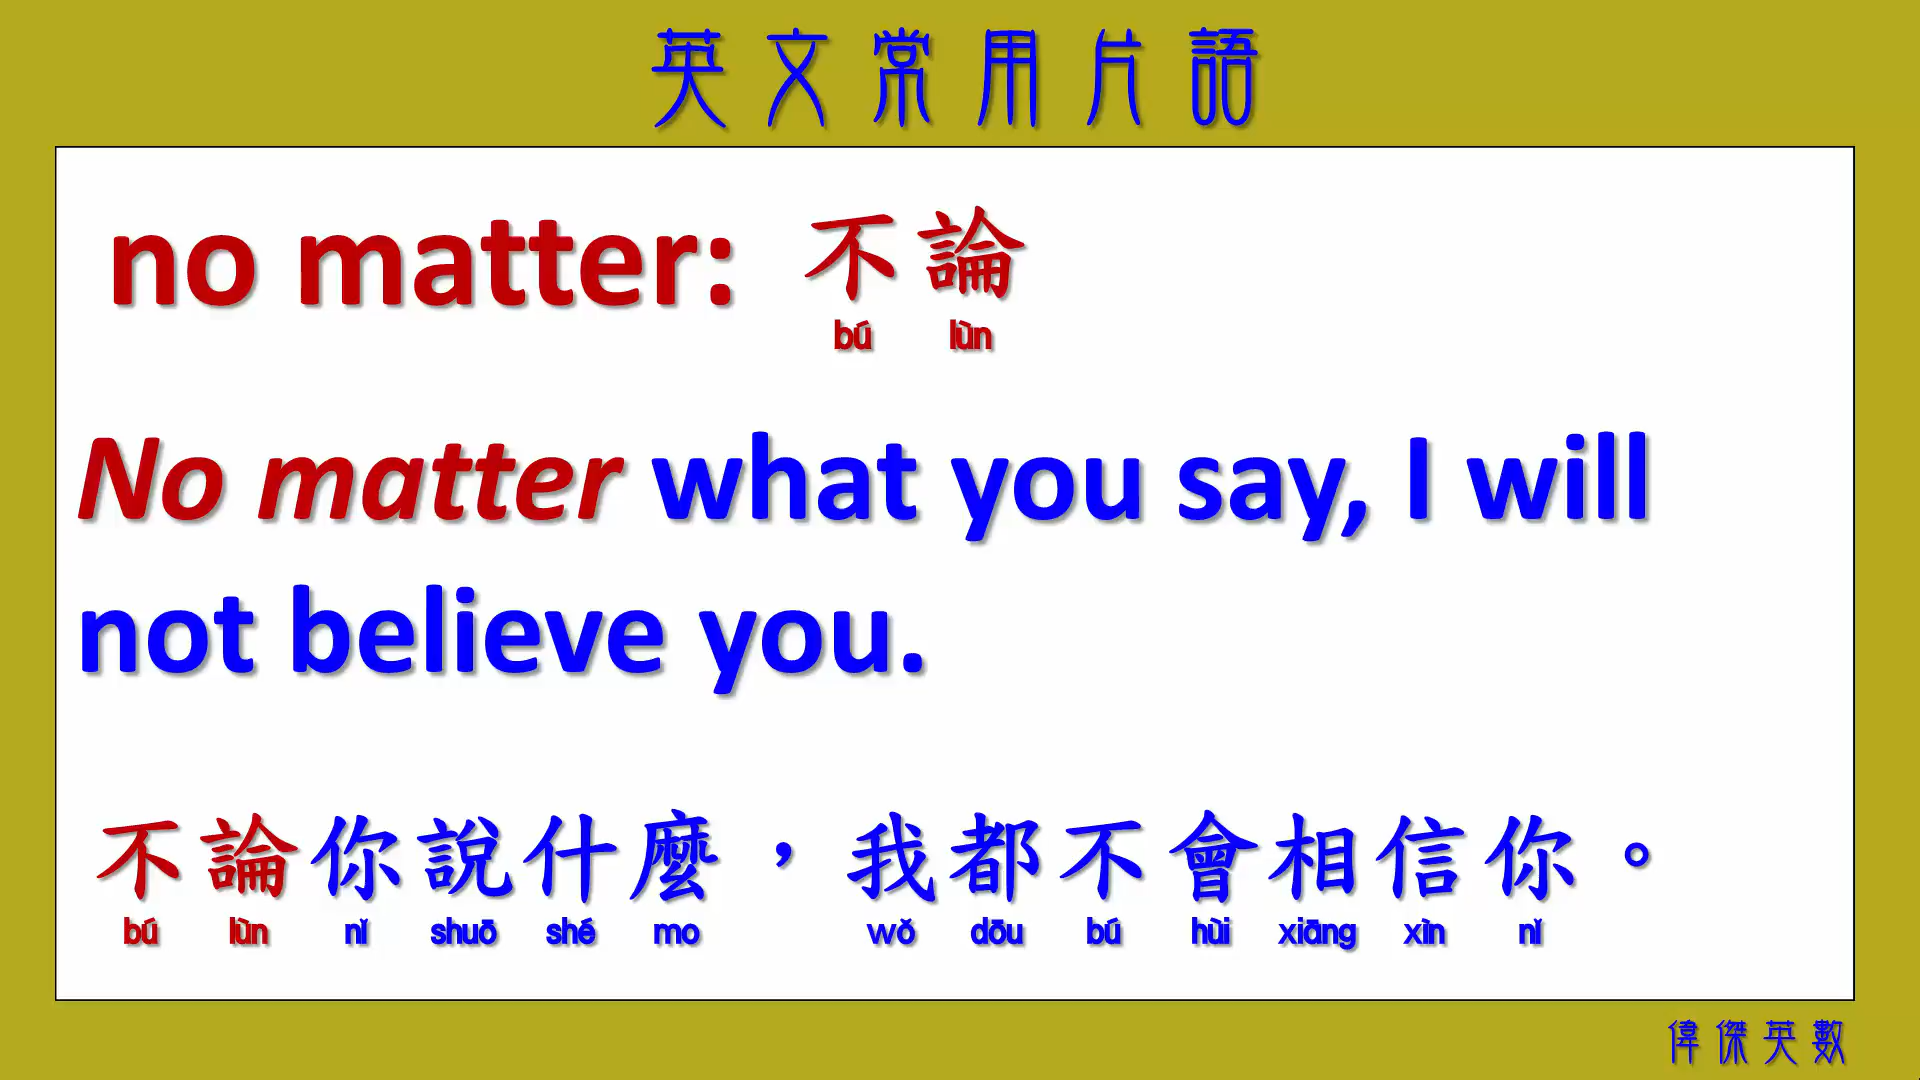 英文常用片語
no matter: 不論
bú lùn
No matter what you say, I will
not believe you.
不論你說什麼，我都不會相信你。
bú lùn nǐ shuō shé mo wǒ dōu bú hùi xiāng xìn nǐ
偉傑英數